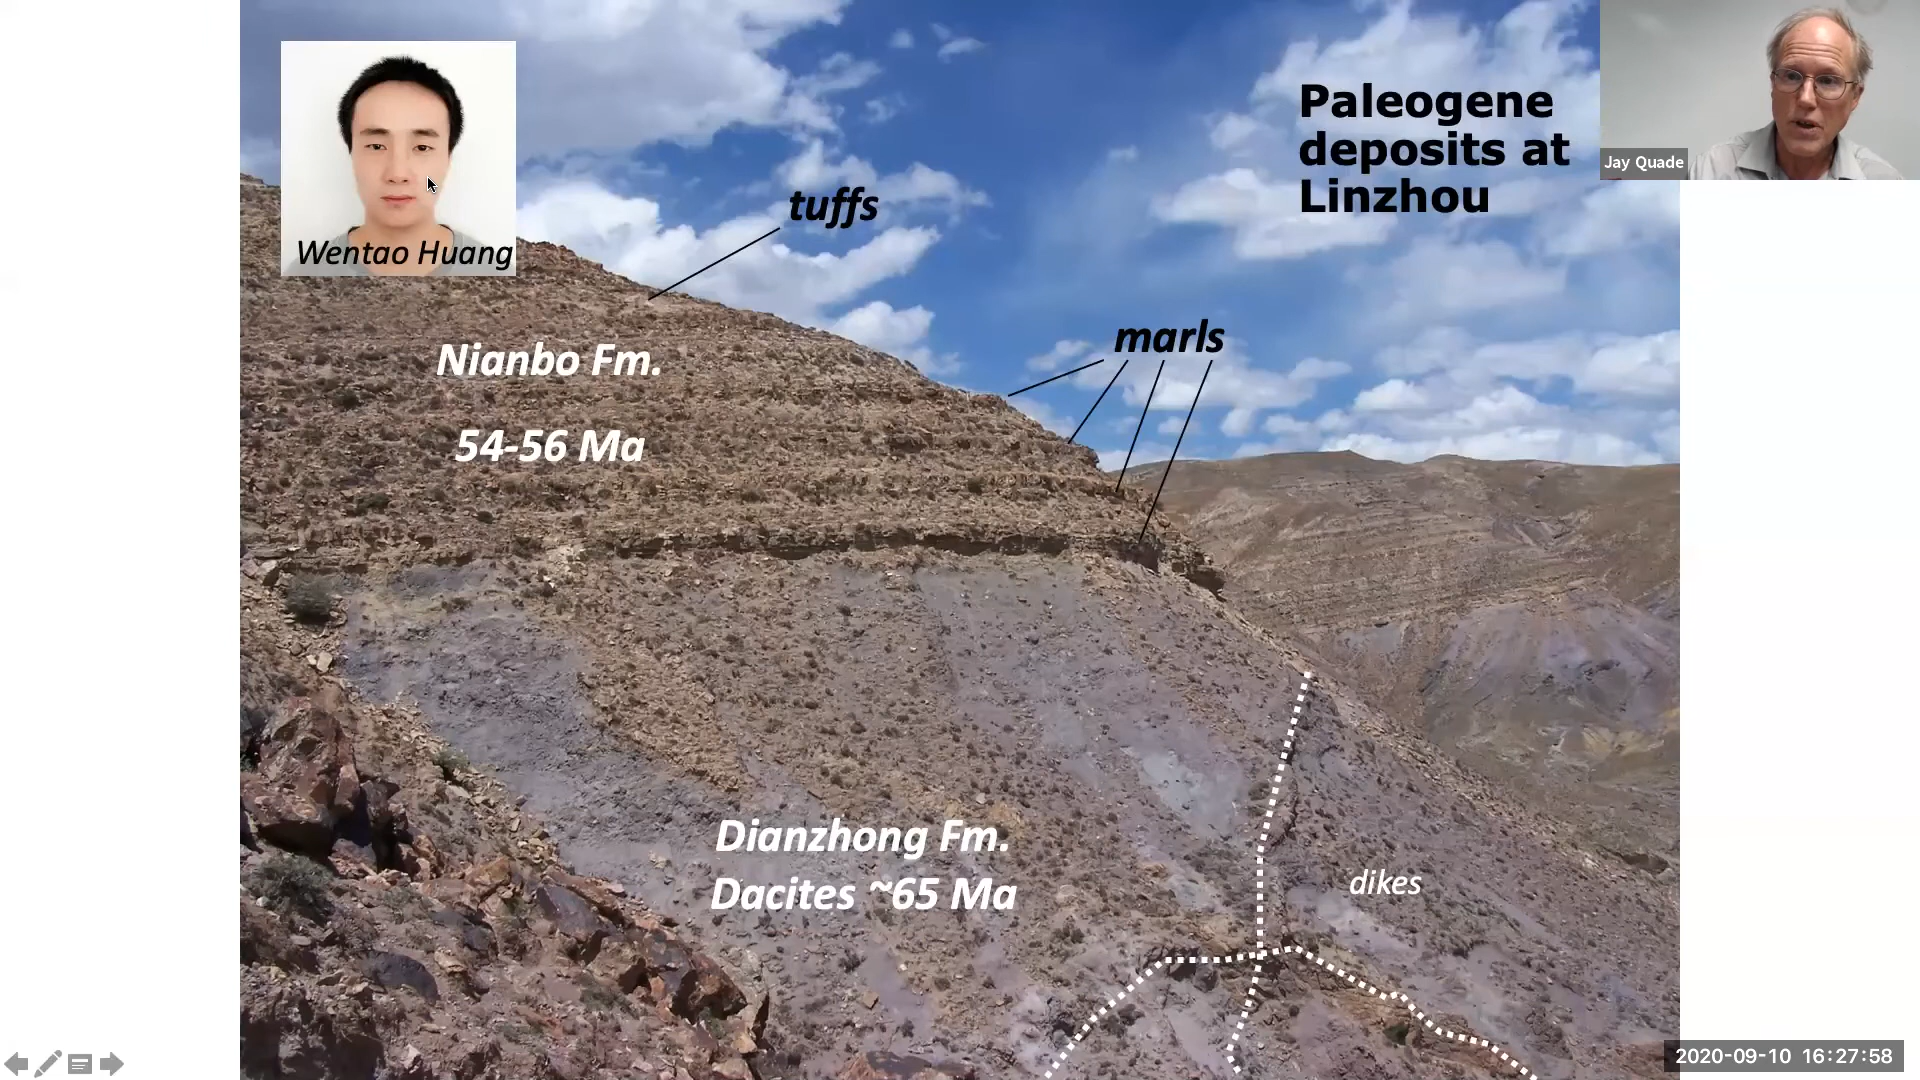 Wentao Huang
tuffs
Paleogene
deposits at
Linzhou
Jay Quade
marls
Nianbo Fm.
54-56 Ma
Dianzhong Fm.
Dacites ~65 Ma
dikes
2020-09-10 16:27:58